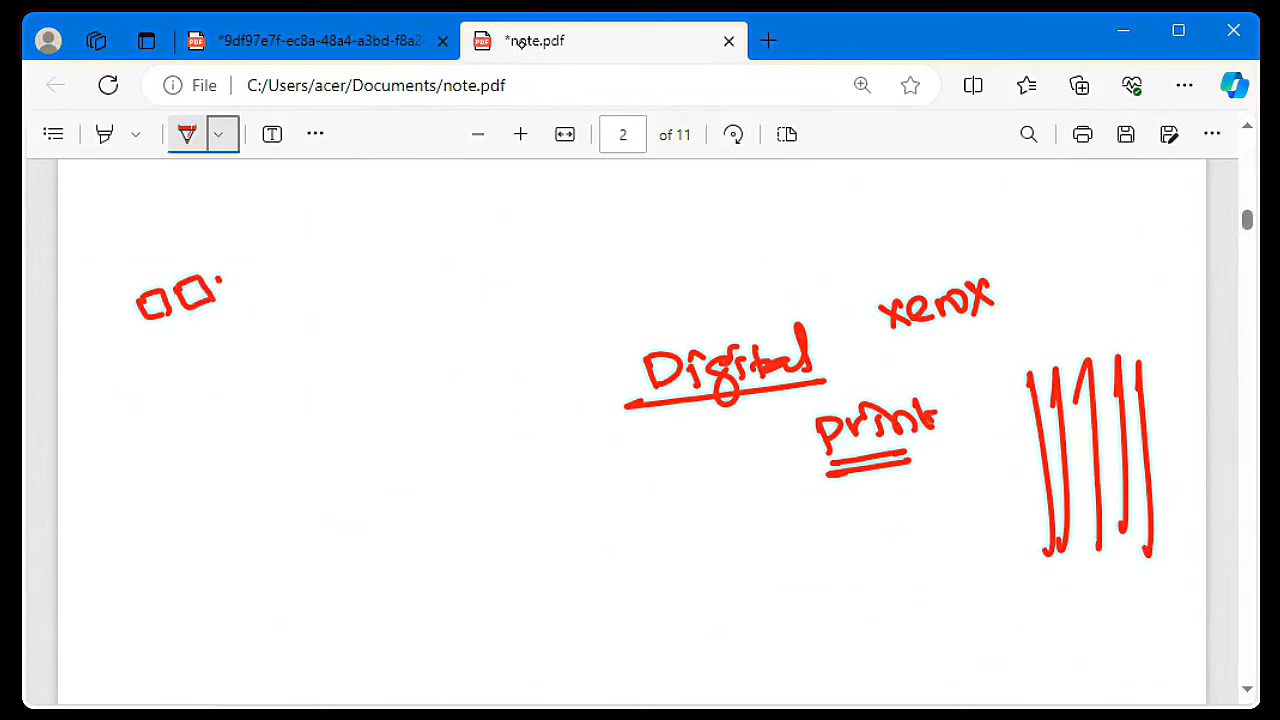 *9df97e7f-ec8a-48a4-a3bd-f8a2-
*note.pdf
File C:/Users/acer/Documents/note.pdf
2 of 11
xerox
Digital
print